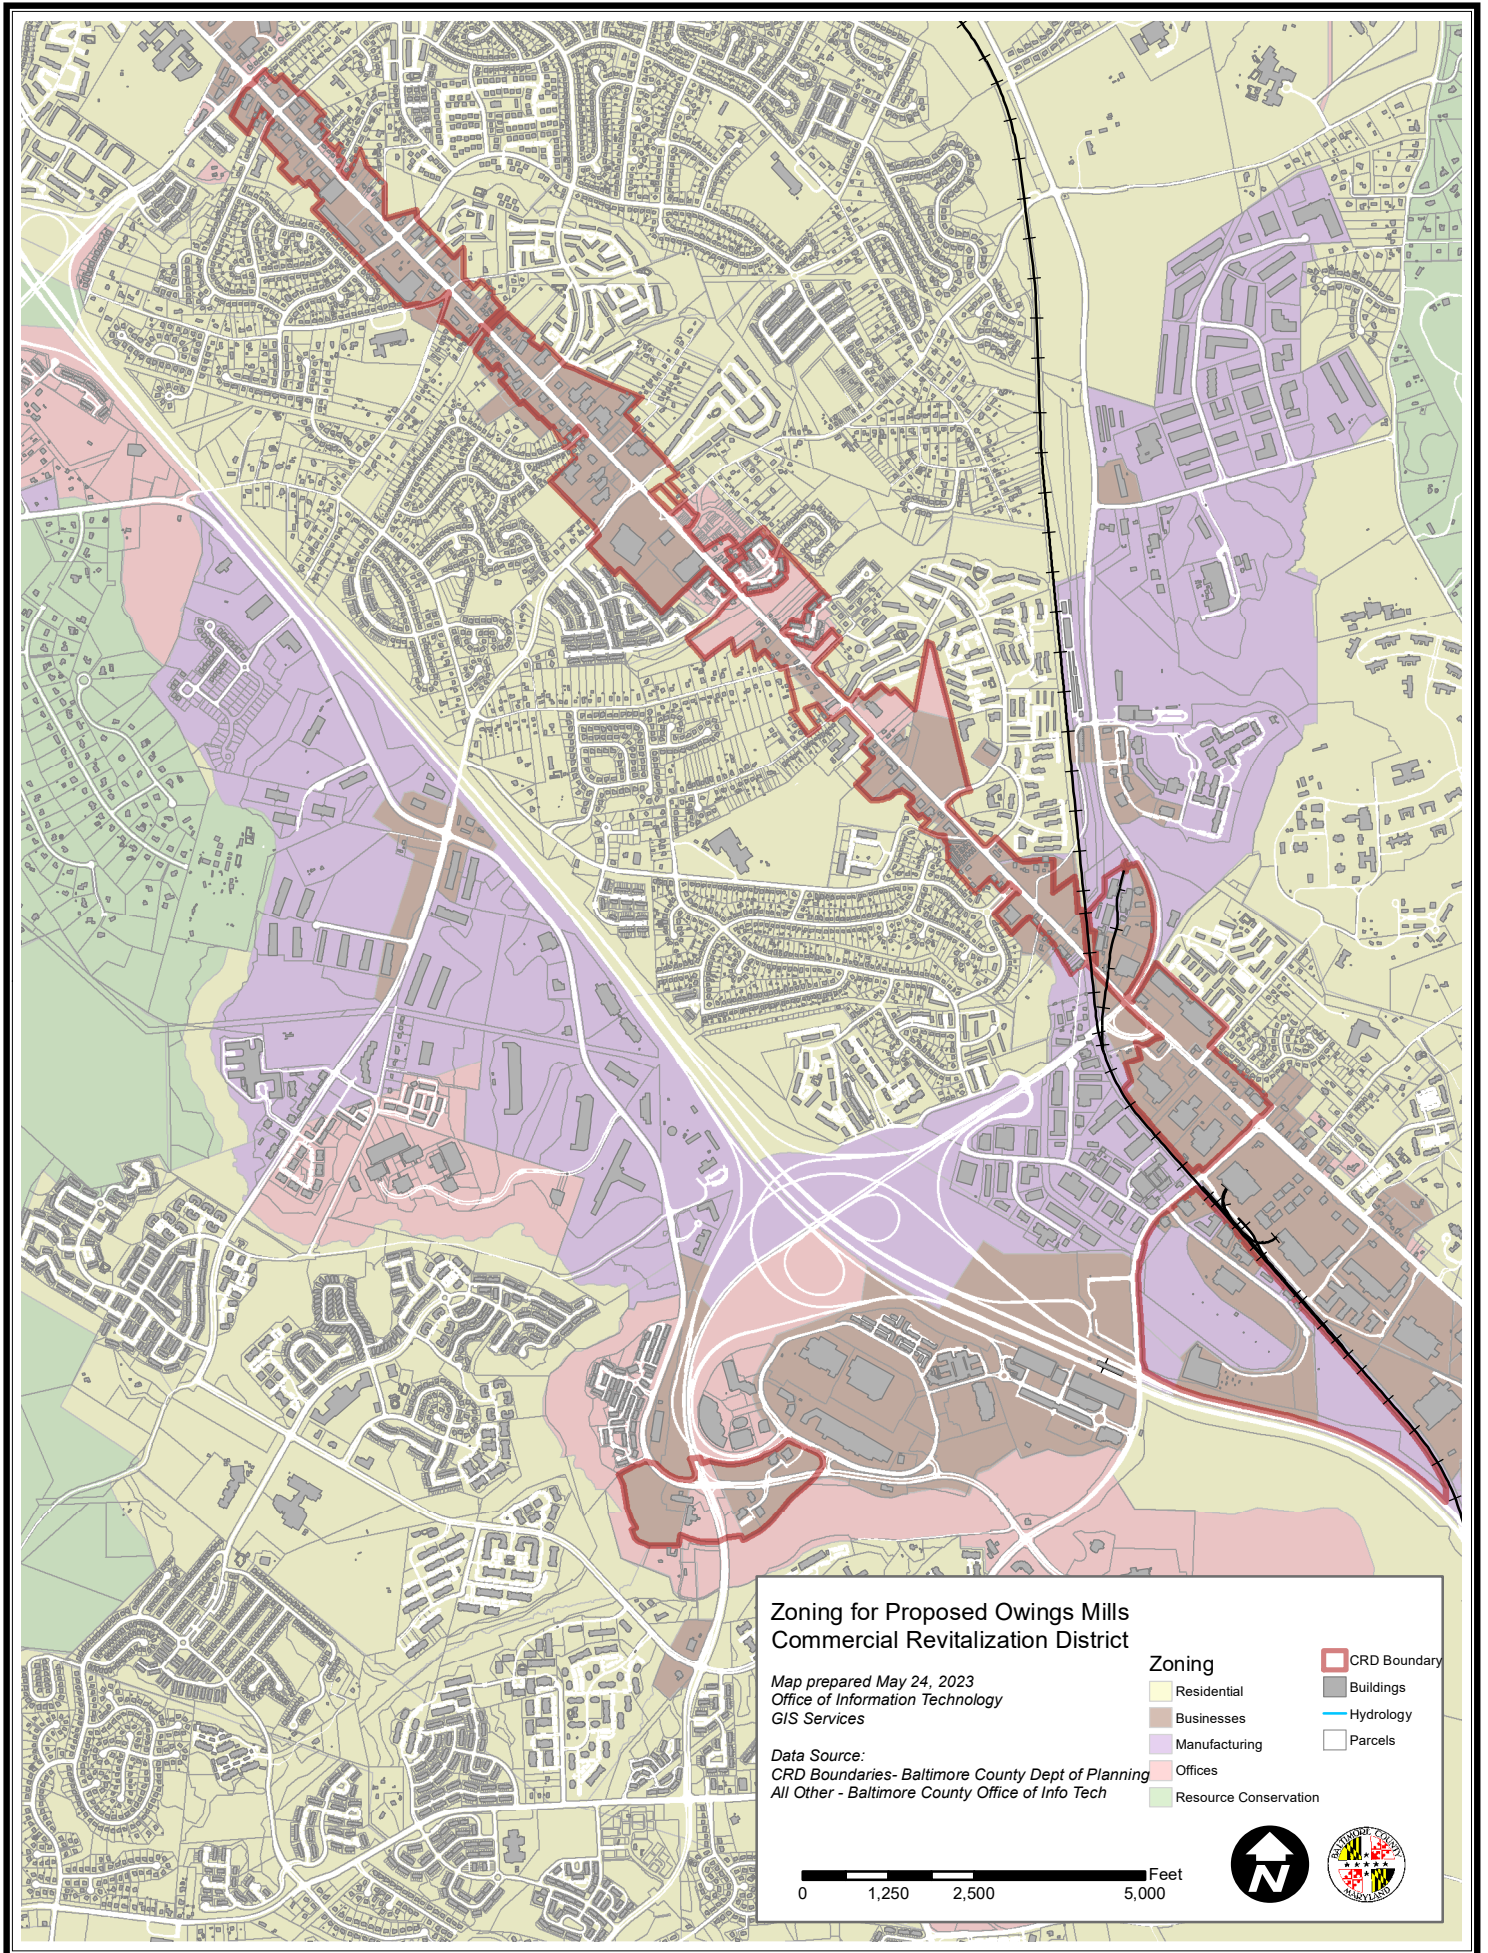 Zoning for Proposed Owings Mills
Commercial Revitalization District
Map prepared May 24, 2023
Office of Information Technology
GIS Services
Data Source:
CRD Boundaries- Baltimore County Dept of Planning
All Other - Baltimore County Office of Info Tech
Zoning
Residential
Businesses
Manufacturing
Offices
Resource Conservation
CRD Boundary
Buildings
Hydrology
Parcels
0 1,250 2,500 5,000
Feet
N
BALTIMORE COUNTY
MARYLAND